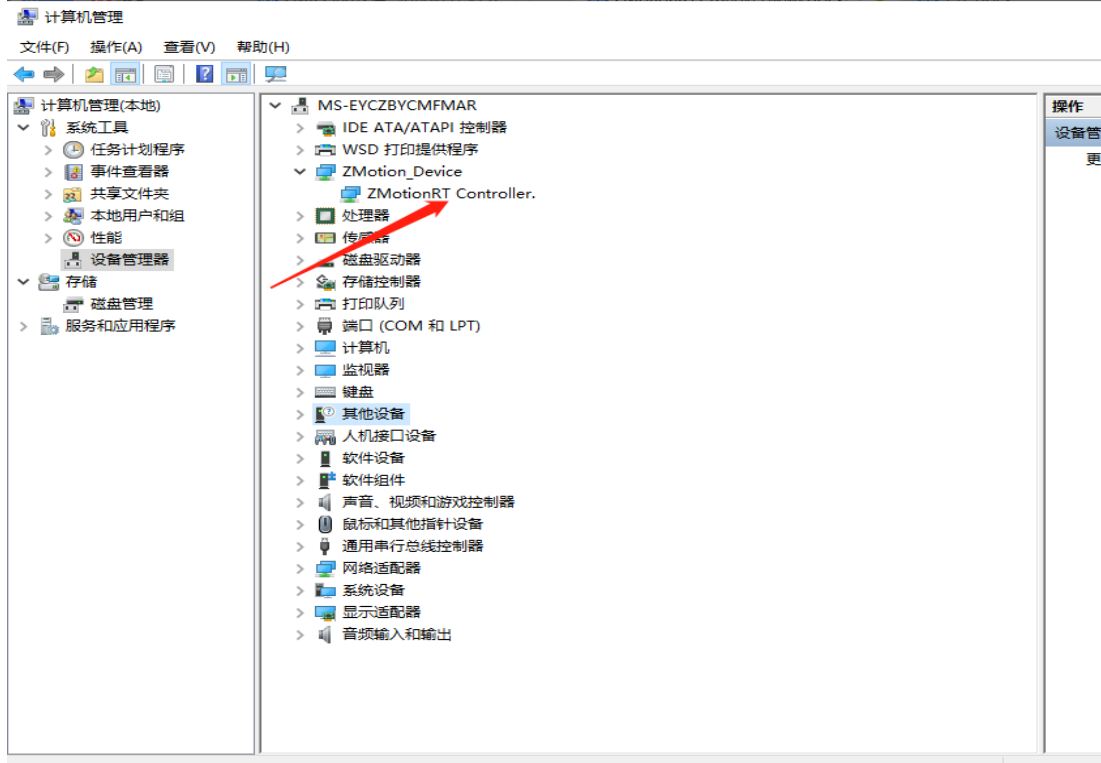 计算机管理
文件(F) 操作(A) 查看(V) 帮助(H)
计算机管理(本地)
系统工具
任务计划程序
事件查看器
共享文件夹
本地用户和组
性能
设备管理器
存储
磁盘管理
服务和应用程序
MS-EYCZBYCMFMAR
IDE ATA/ATAPI 控制器
WSD 打印提供程序
ZMotion_Device
ZMotionRT Controller.
处理器
传感器
磁盘驱动器
存储控制器
打印队列
端口 (COM 和 LPT)
计算机
监视器
键盘
其他设备
人机接口设备
软件设备
软件组件
声音、视频和游戏控制器
鼠标和其他指针设备
通用串行总线控制器
网络适配器
系统设备
显示适配器
音频输入和输出
操作
设备管
更